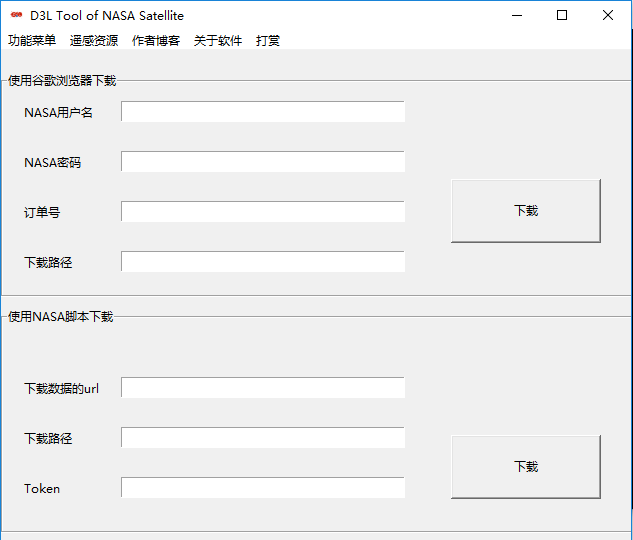 D3L Tool of NASA Satellite
功能菜单 遥感资源 作者博客 关于软件 打赏
使用谷歌浏览器下载
NASA用户名
NASA密码
订单号
下载
下载路径
使用NASA脚本下载
下载数据的url
下载路径
下载
Token